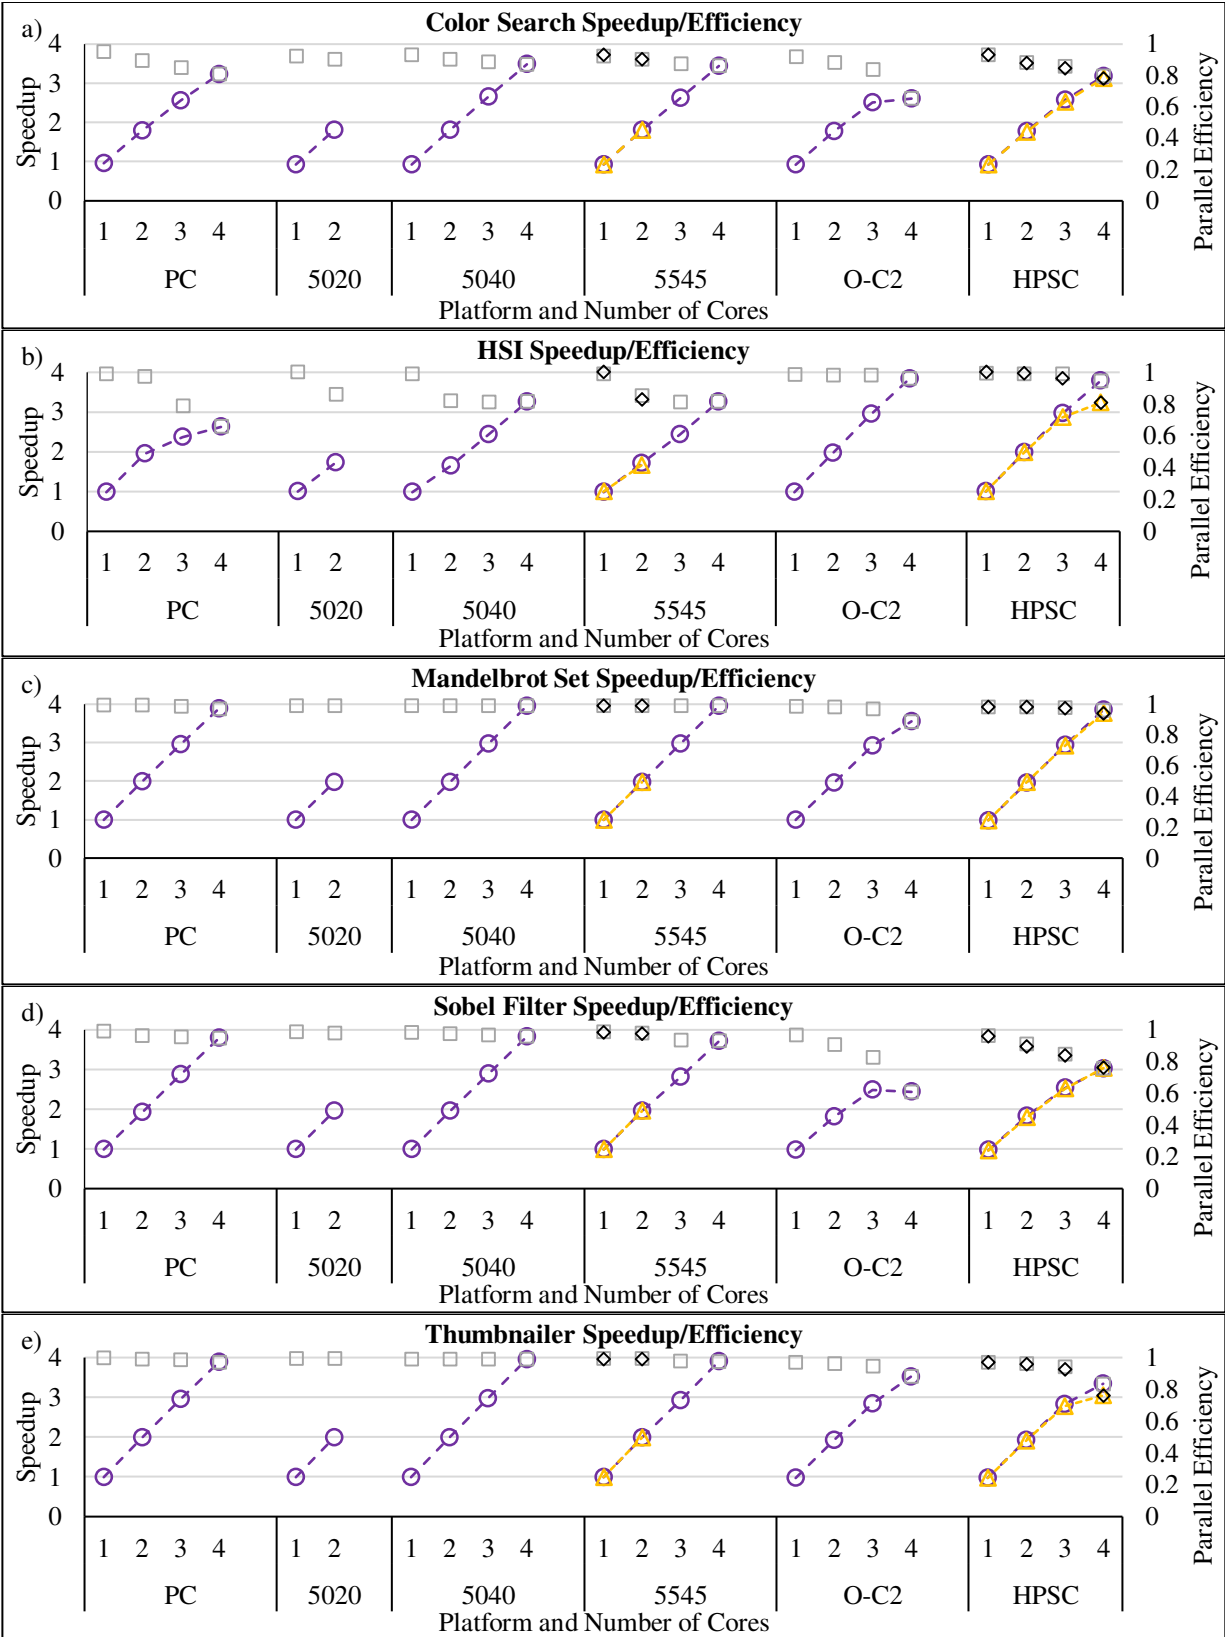 a)
Color Search Speedup/Efficiency
Speedup
4
3
2
1
0
1
0.8
0.6
0.4
0.2
0
Parallel Efficiency
1 2 3 4 1 2 1 2 3 4 1 2 3 4 1 2 3 4 1 2 3 4
PC 5020 5040 5545 O-C2 HPSC
Platform and Number of Cores
b)
HSI Speedup/Efficiency
Speedup
4
3
2
1
0
1
0.8
0.6
0.4
0.2
0
Parallel Efficiency
1 2 3 4 1 2 1 2 3 4 1 2 3 4 1 2 3 4 1 2 3 4
PC 5020 5040 5545 O-C2 HPSC
Platform and Number of Cores
c)
Mandelbrot Set Speedup/Efficiency
Speedup
4
3
2
1
0
1
0.8
0.6
0.4
0.2
0
Parallel Efficiency
1 2 3 4 1 2 1 2 3 4 1 2 3 4 1 2 3 4 1 2 3 4
PC 5020 5040 5545 O-C2 HPSC
Platform and Number of Cores
d)
Sobel Filter Speedup/Efficiency
Speedup
4
3
2
1
0
1
0.8
0.6
0.4
0.2
0
Parallel Efficiency
1 2 3 4 1 2 1 2 3 4 1 2 3 4 1 2 3 4 1 2 3 4
PC 5020 5040 5545 O-C2 HPSC
Platform and Number of Cores
e)
Thumbnailer Speedup/Efficiency
Speedup
4
3
2
1
0
1
0.8
0.6
0.4
0.2
0
Parallel Efficiency
1 2 3 4 1 2 1 2 3 4 1 2 3 4 1 2 3 4 1 2 3 4
PC 5020 5040 5545 O-C2 HPSC
Platform and Number of Cores